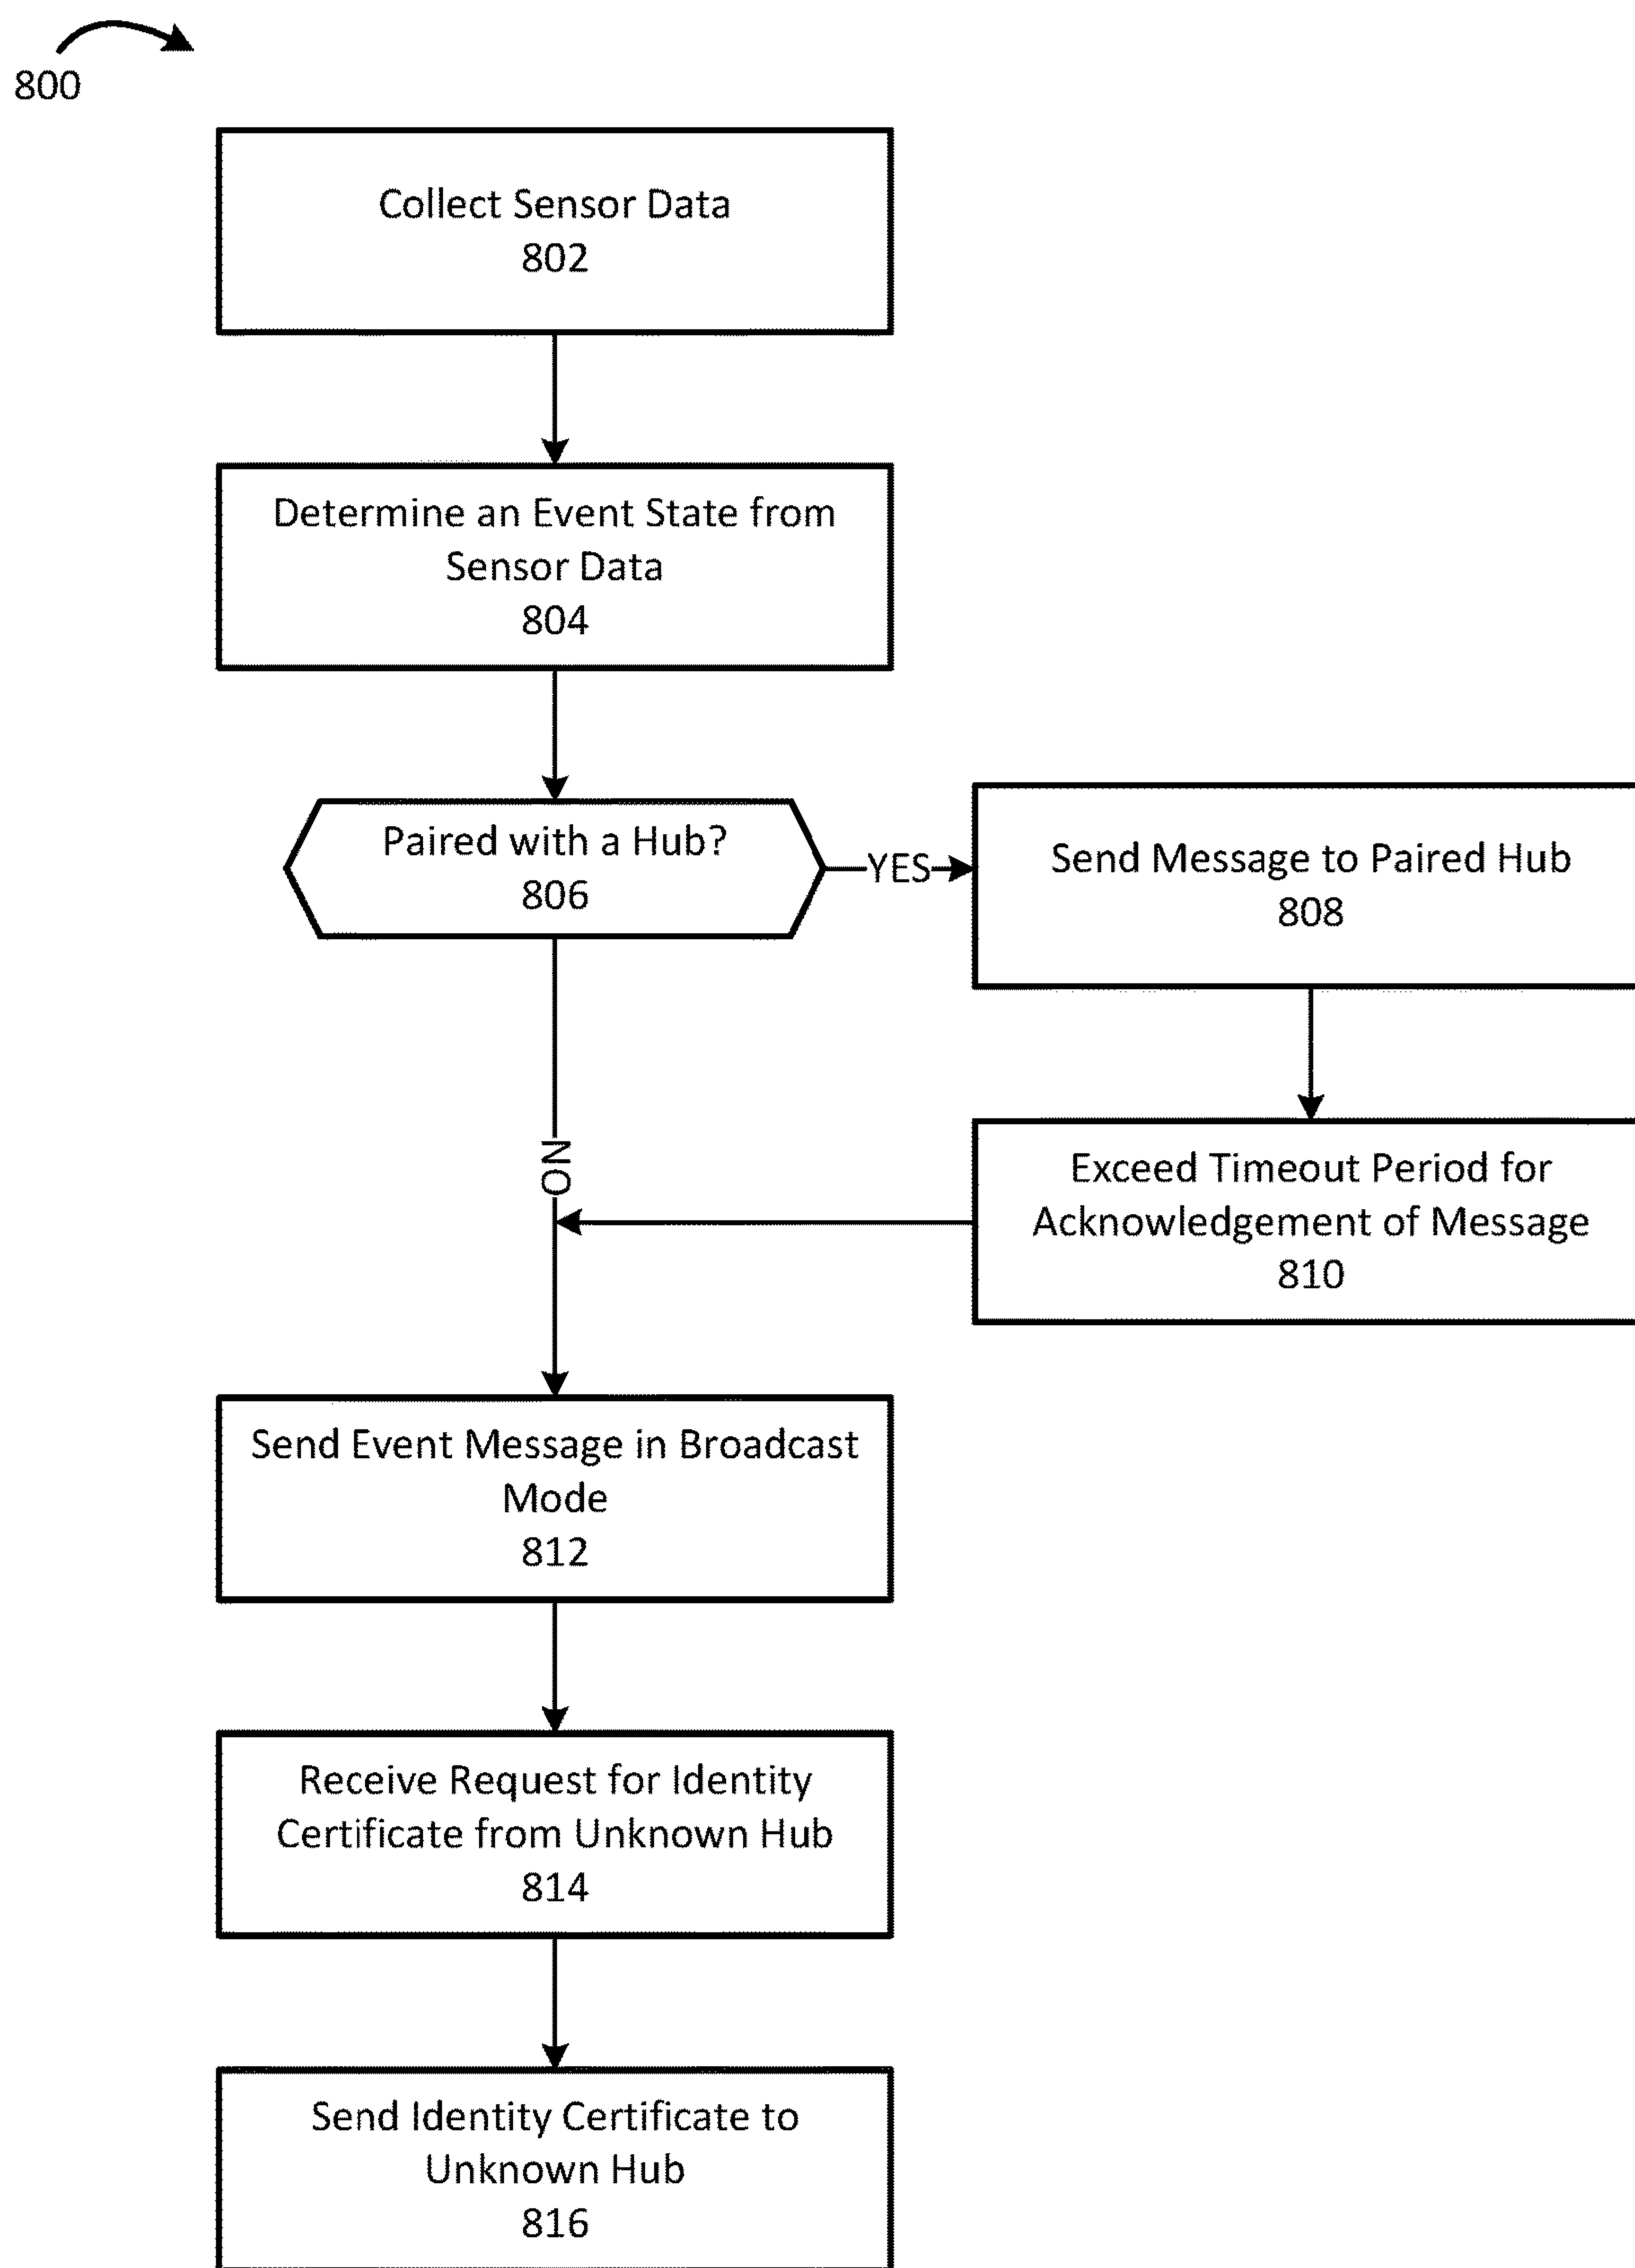 800
Collect Sensor Data
802
Determine an Event State from
Sensor Data
804
Paired with a Hub?
806
YES
Send Message to Paired Hub
808
NO
Exceed Timeout Period for
Acknowledgement of Message
810
Send Event Message in Broadcast
Mode
812
Receive Request for Identity
Certificate from Unknown Hub
814
Send Identity Certificate to
Unknown Hub
816